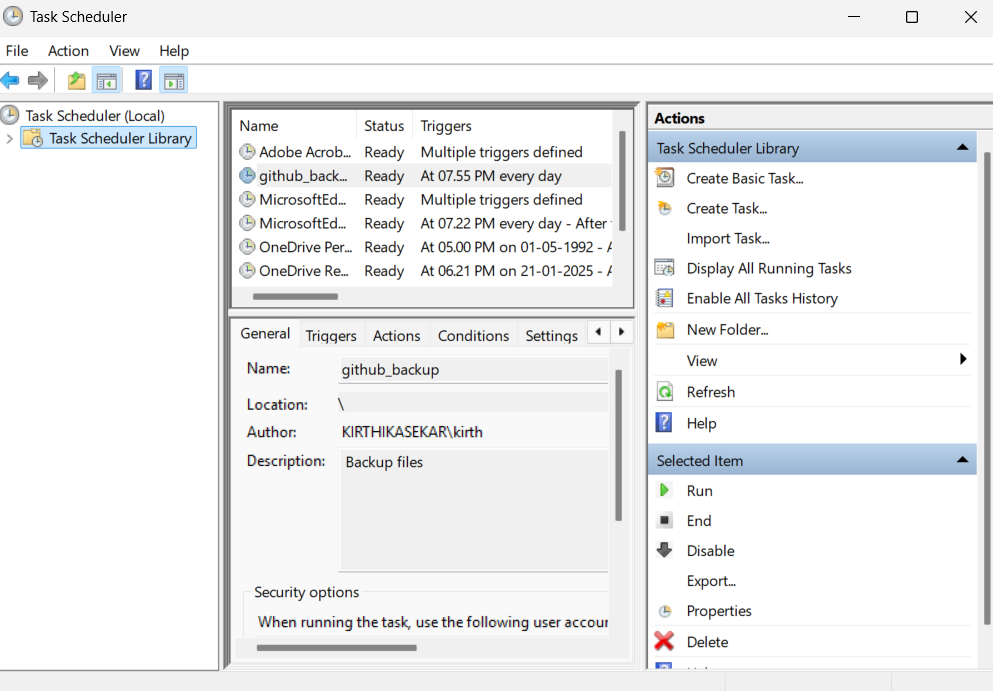 Task Scheduler
File Action View Help
Task Scheduler (Local)
Task Scheduler Library
Name Status Triggers
Adobe Acrob... Ready Multiple triggers defined
github_back... Ready At 07.55 PM every day
MicrosoftEd... Ready Multiple triggers defined
MicrosoftEd... Ready At 07.22 PM every day - After
OneDrive Per... Ready At 05.00 PM on 01-05-1992 - A
OneDrive Re... Ready At 06.21 PM on 21-01-2025 - A
General Triggers Actions Conditions Settings
Name: github_backup
Location: \
Author: KIRTHIKASEKAR\kirth
Description: Backup files
Security options
When running the task, use the following user accour
Actions
Task Scheduler Library
Create Basic Task...
Create Task...
Import Task...
Display All Running Tasks
Enable All Tasks History
New Folder...
View
Refresh
Help
Selected Item
Run
End
Disable
Export...
Properties
Delete